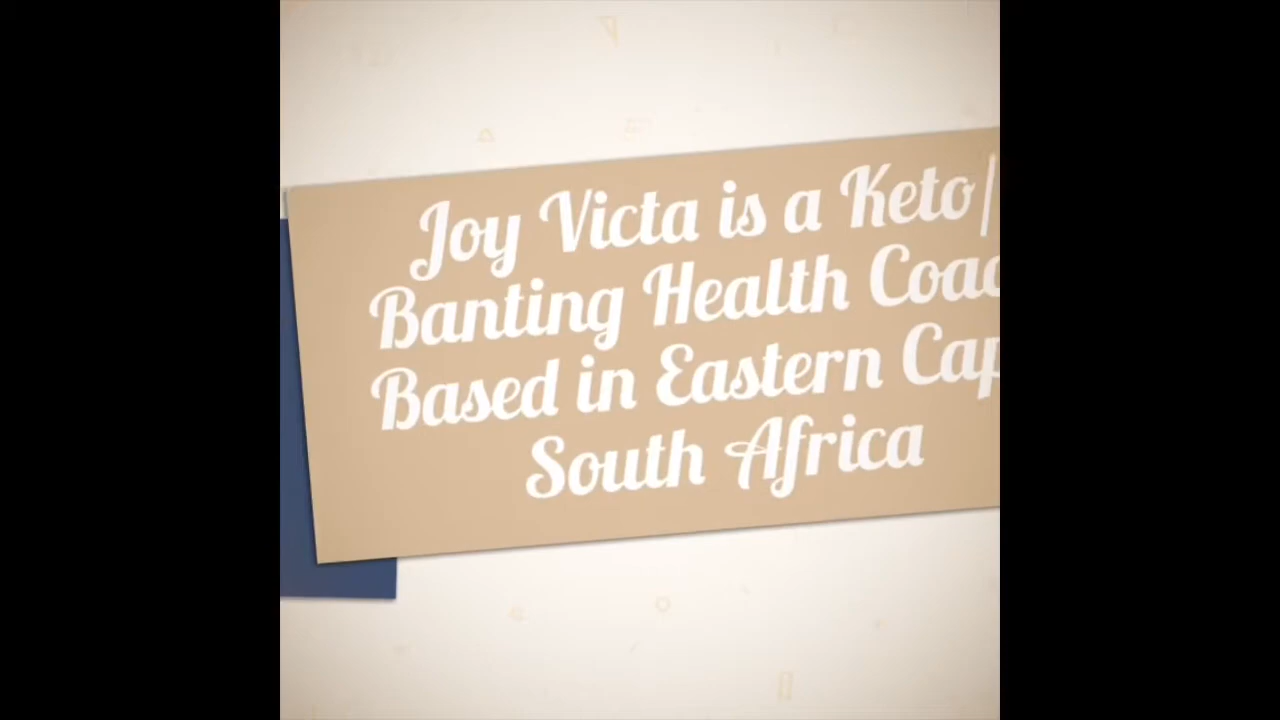 Joy Victa is a Keto/
Banting Health Coac
Based in Eastern Cap
South Africa